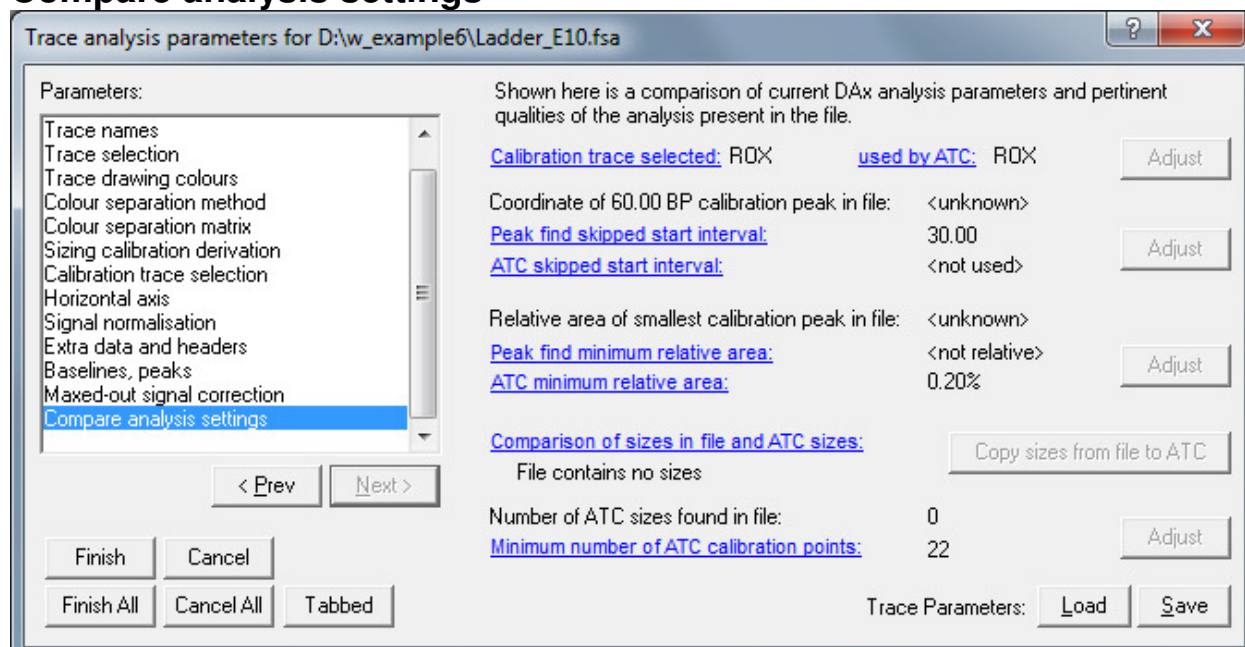 Compare analysis settings
Trace analysis parameters for D:\w_example6\Ladder_E10.fsa
? X
Parameters:
Trace names
Trace selection
Trace drawing colours
Colour separation method
Colour separation matrix
Sizing calibration derivation
Calibration trace selection
Horizontal axis
Signal normalisation
Extra data and headers
Baselines, peaks
Maxed-out signal correction
Compare analysis settings
< Prev Next >
Finish Cancel
Finish All Cancel All Tabbed
Shown here is a comparison of current DAx analysis parameters and pertinent
qualities of the analysis present in the file.
Calibration trace selected: ROX used by ATC: ROX Adjust
Coordinate of 60.00 BP calibration peak in file: <unknown>
Peak find skipped start interval: 30.00
Adjust
ATC skipped start interval: <not used>
Relative area of smallest calibration peak in file: <unknown>
Peak find minimum relative area: <not relative>
Adjust
ATC minimum relative area: 0.20%
Comparison of sizes in file and ATC sizes: Copy sizes from file to ATC
File contains no sizes
Number of ATC sizes found in file: 0
Adjust
Minimum number of ATC calibration points: 22
Trace Parameters: Load Save